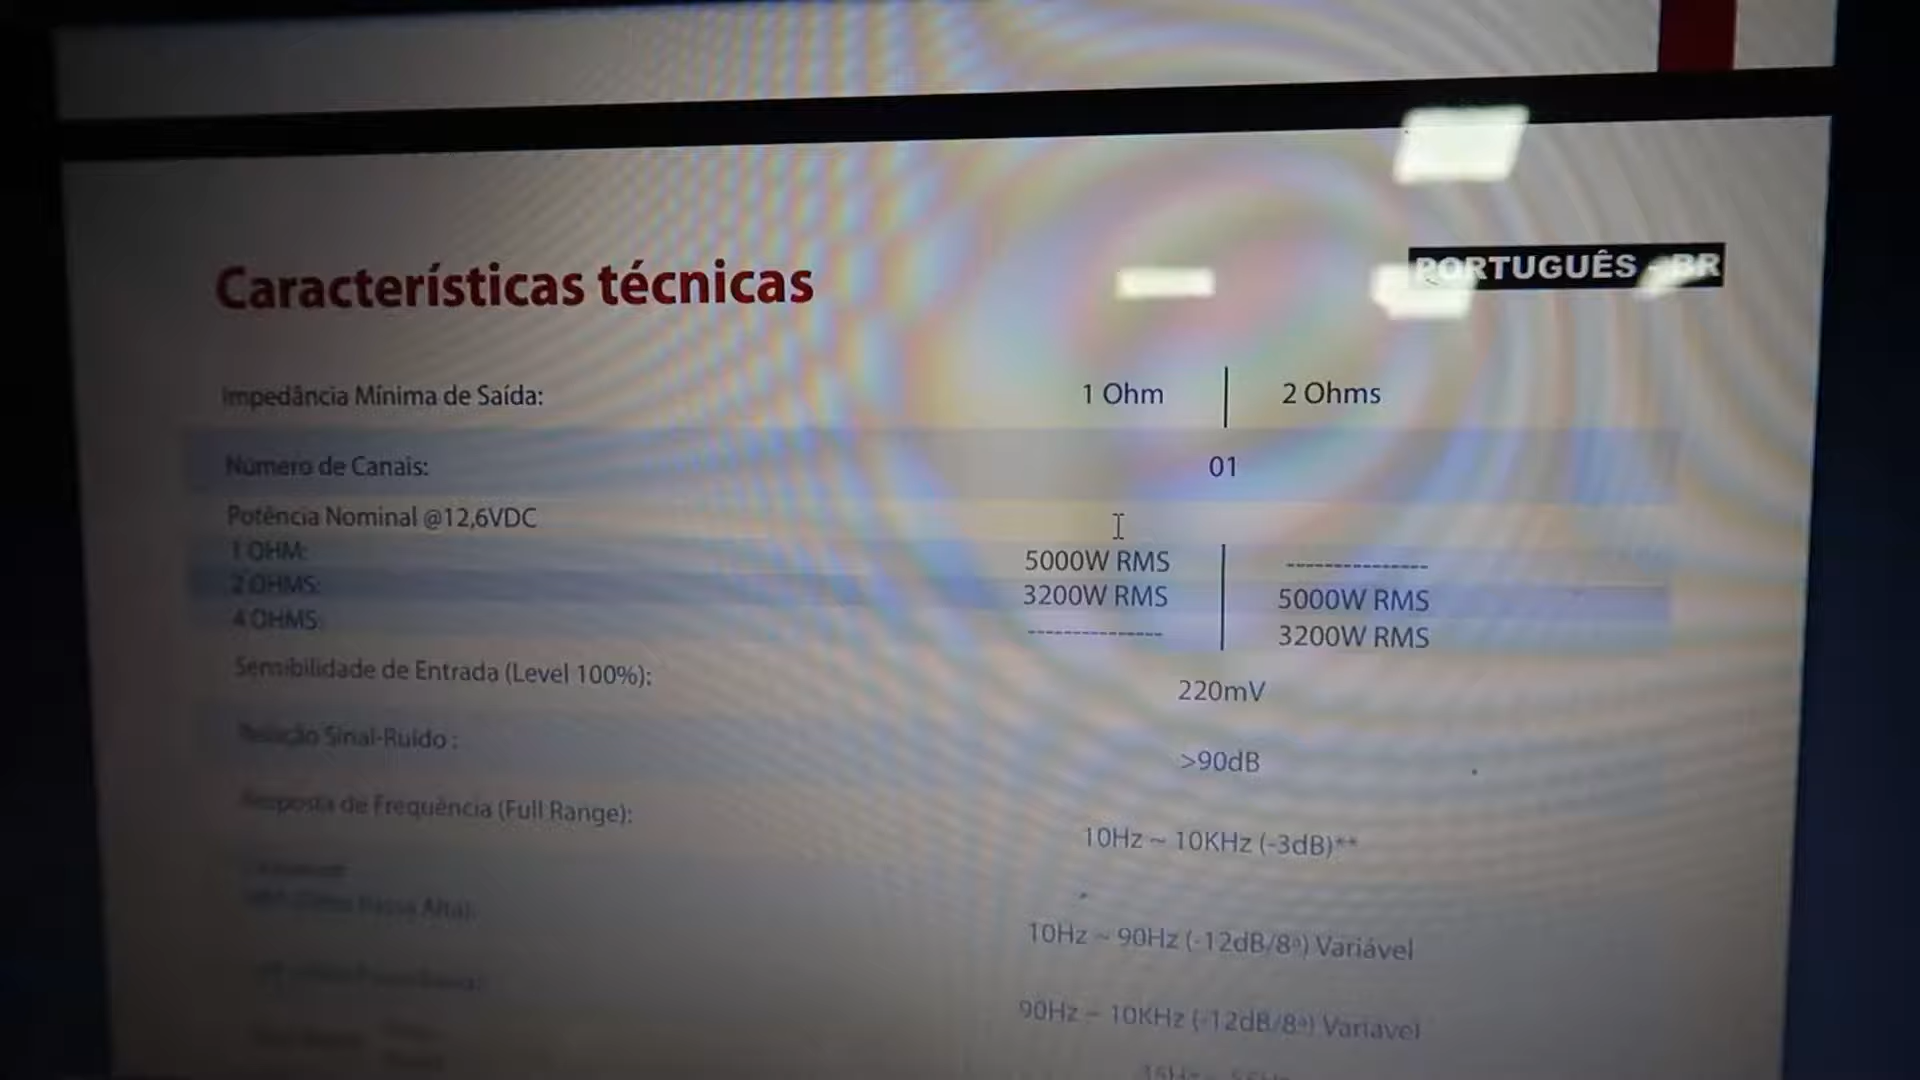 PORTUGUÊS - BR
Características técnicas
Impedância Mínima de Saída: 1 Ohm 2 Ohms
Número de Canais: 01
Potência Nominal @12,6VDC
1 OHM: 5000W RMS ---------------
2 OHMS: 3200W RMS 5000W RMS
4 OHMS: --------------- 3200W RMS
Sensibilidade de Entrada (Level 100%): 220mV
Relação Sinal-Ruído : >90dB
Resposta de Frequência (Full Range): 10Hz ~ 10KHz (-3dB)**
10Hz ~ 90Hz (-12dB/8ª) Variável
90Hz ~ 10KHz (-12dB/8ª) Variável